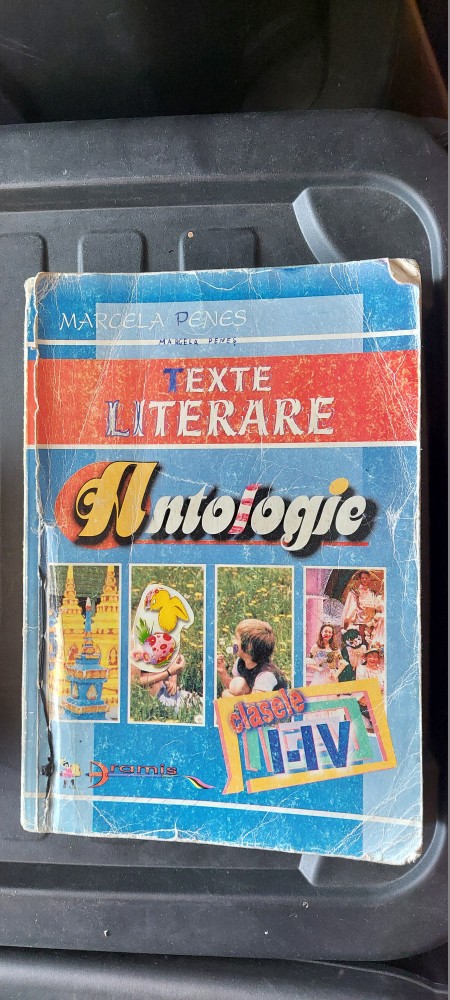 MARCELA PENEȘ
MARCELA PENEȘ
TEXTE
LITERARE
Antologie
clasele
I-IV
Aramis